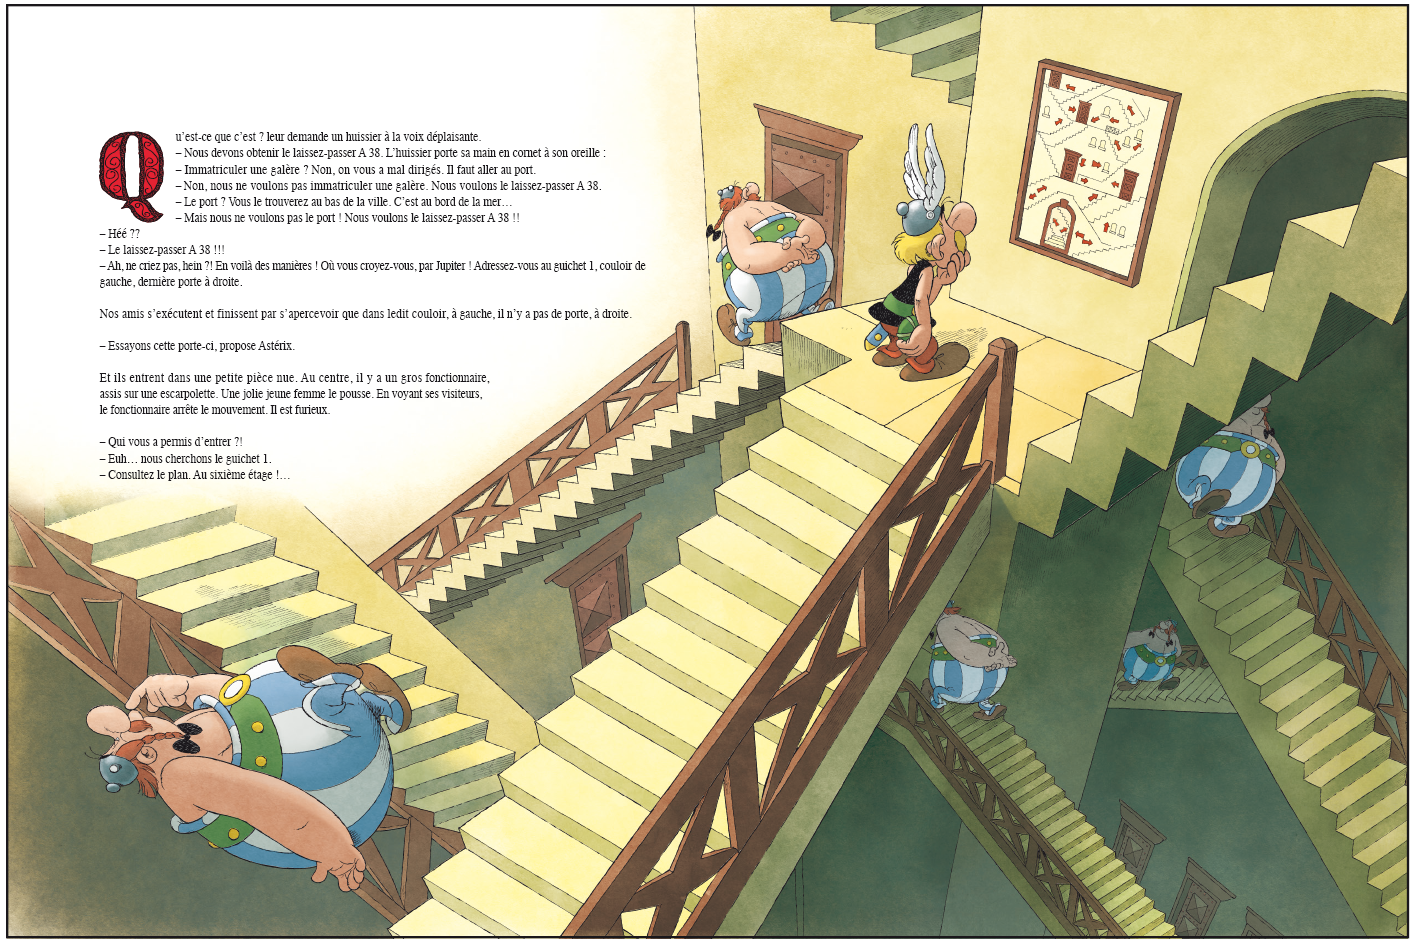 Qu'est-ce que c'est ? leur demande un huissier à la voix déplaisante.
– Nous devons obtenir le laissez-passer A 38. L'huissier porte sa main en cornet à son oreille :
– Immatriculer une galère ? Non, on vous a mal dirigés. Il faut aller au port.
– Non, nous ne voulons pas immatriculer une galère. Nous voulons le laissez-passer A 38.
– Le port ? Vous le trouverez au bas de la ville. C'est au bord de la mer…
– Mais nous ne voulons pas le port ! Nous voulons le laissez-passer A 38 !!
– Héé ??
– Le laissez-passer A 38 !!!
– Ah, ne criez pas, hein ?! En voilà des manières ! Où vous croyez-vous, par Jupiter ! Adressez-vous au guichet 1, couloir de
gauche, dernière porte à droite.
Nos amis s'exécutent et finissent par s'apercevoir que dans ledit couloir, à gauche, il n'y a pas de porte, à droite.
– Essayons cette porte-ci, propose Astérix.
Et ils entrent dans une petite pièce nue. Au centre, il y a un gros fonctionnaire,
assis sur une escarpolette. Une jolie jeune femme le pousse. En voyant ses visiteurs,
le fonctionnaire arrête le mouvement. Il est furieux.
– Qui vous a permis d'entrer ?!
– Euh… nous cherchons le guichet 1.
– Consultez le plan. Au sixième étage !…